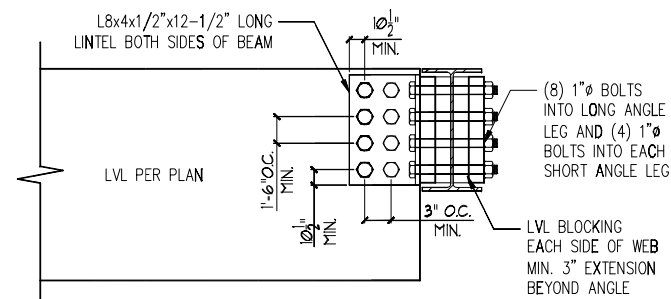 L8x4x1/2"x12-1/2" LONG
LINTEL BOTH SIDES OF BEAM
10½"
MIN.
(8) 1"ø BOLTS
INTO LONG ANGLE
LEG AND (4) 1"ø
BOLTS INTO EACH
SHORT ANGLE LEG
1'-6" O.C.
MIN.
LVL PER PLAN
10½"
MIN.
3" O.C.
MIN.
LVL BLOCKING
EACH SIDE OF WEB
MIN. 3" EXTENSION
BEYOND ANGLE